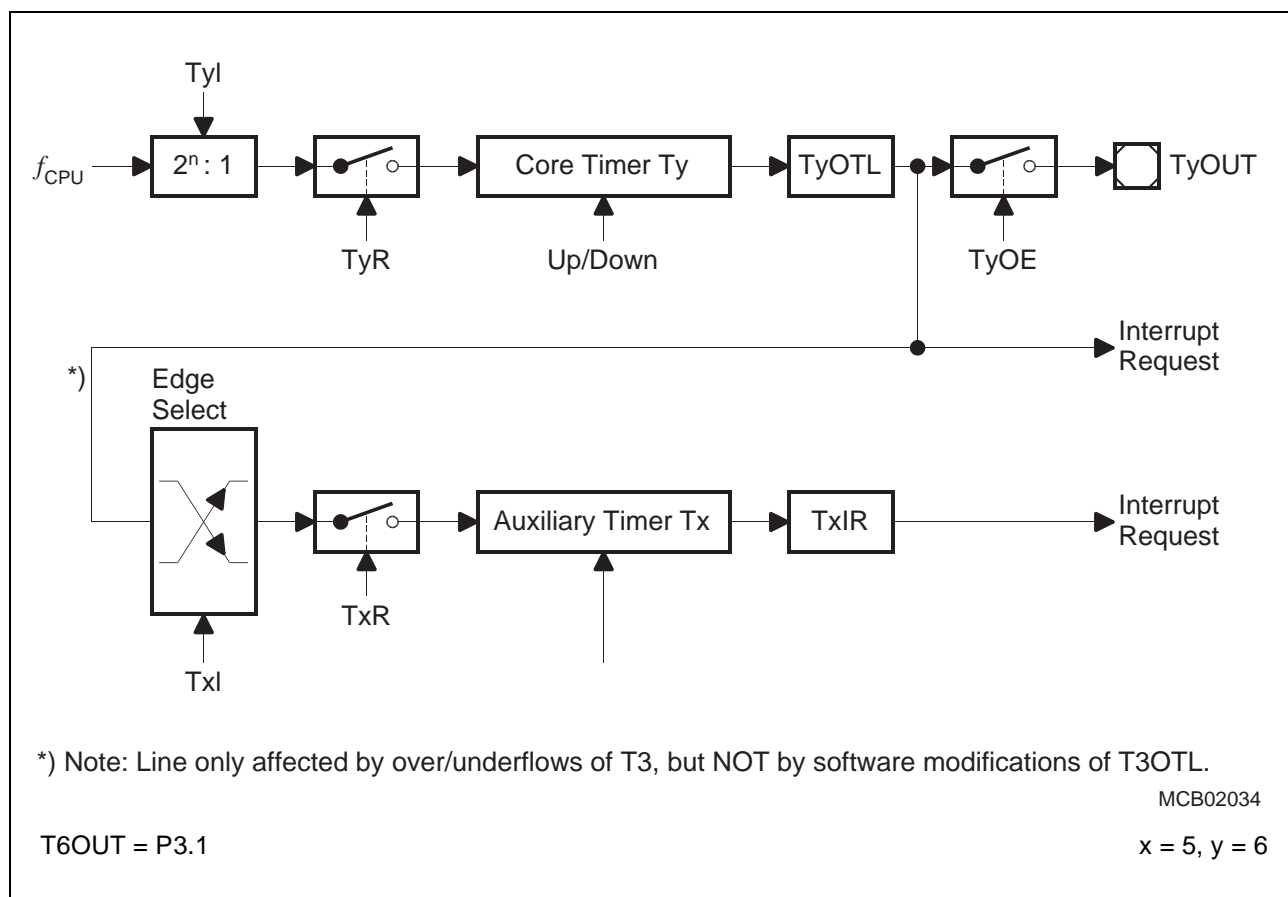 TyI
fCPU
2ⁿ : 1
Core Timer Ty
TyOTL
TyOUT
TyR
Up/Down
TyOE
Interrupt
Request
*)
Edge
Select
Auxiliary Timer Tx
TxIR
Interrupt
Request
TxR
TxI
*) Note: Line only affected by over/underflows of T3, but NOT by software modifications of T3OTL.
MCB02034
T6OUT = P3.1
x = 5, y = 6